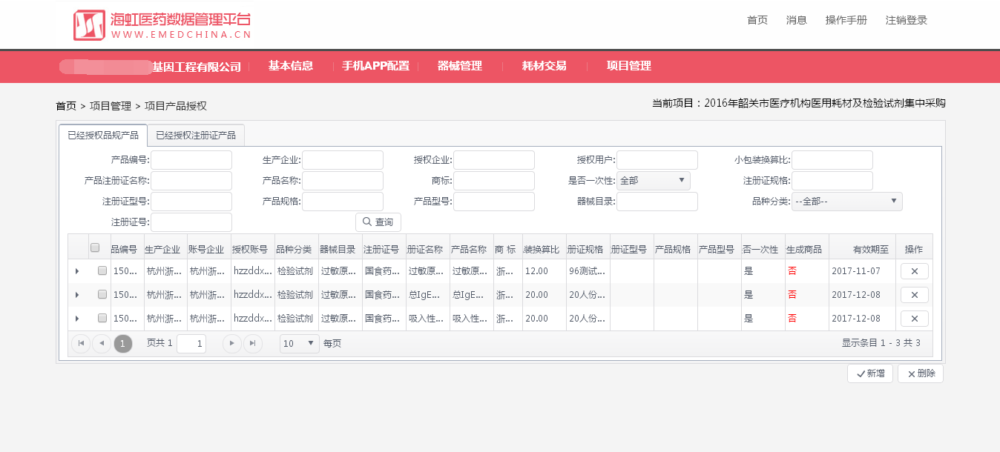 海虹医药数据管理平台
WWW.EMEDCHINA.CN
首页 消息 操作手册 注销登录
基因工程有限公司 基本信息 手机APP配置 器械管理 耗材交易 项目管理
首页 > 项目管理 > 项目产品授权
当前项目：2016年韶关市医疗机构医用耗材及检验试剂集中采购
已经授权品规产品 已经授权注册证产品
产品编号: 生产企业: 授权企业: 授权用户: 小包装换算比:
产品注册证名称: 产品名称: 商标: 是否一次性: 全部 注册证规格:
注册证型号: 产品规格: 产品型号: 器械目录: 品种分类: --全部--
注册证号: 查询
品编号 生产企业 账号企业 授权账号 品种分类 器械目录 注册证号 册证名称 产品名称 商 标 装换算比 册证规格 册证型号 产品规格 产品型号 否一次性 生成商品 有效期至 操作
150... 杭州浙... 杭州浙... hzzddx... 检验试剂 过敏原... 国食药... 过敏原... 过敏原... 浙... 12.00 96测试... 是 否 2017-11-07
150... 杭州浙... 杭州浙... hzzddx... 检验试剂 过敏原... 国食药... 总IgE... 总IgE... 浙... 20.00 20人份... 是 否 2017-12-08
150... 杭州浙... 杭州浙... hzzddx... 检验试剂 过敏原... 国食药... 吸入性... 吸入性... 浙... 20.00 20人份... 是 否 2017-12-08
1 页共 1 1 10 每页 显示条目 1 - 3 共 3
新增 删除